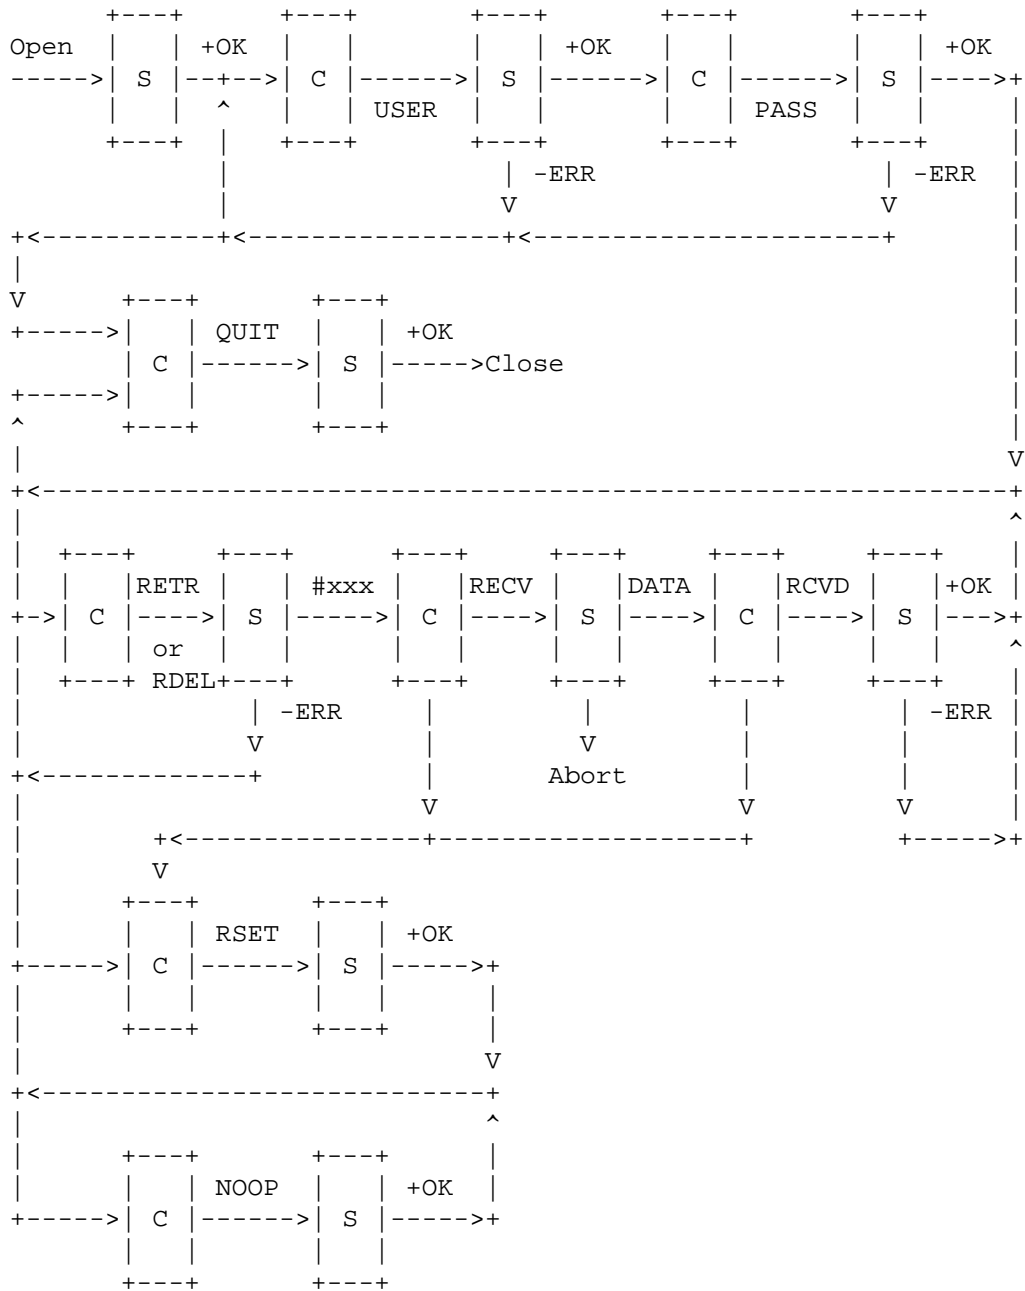 +---+      +---+       +---+       +---+       +---+
Open |   | +OK  |   |       |   | +OK   |   |       |   | +OK
---->| S |-+--->| C |------>| S |------>| C |------>| S |---->+
     |   | ^    |   | USER  |   |       |   | PASS  |   |     |
     +---+ |    +---+       +---+       +---+       +---+     |
           |                  | -ERR                  | -ERR  |
           |                  V                       V       |
+<---------+<-----------------+<----------------------+       |
|                                                             |
V      +---+       +---+                                      |
+----->|   | QUIT  |   | +OK                                  |
       | C |------>| S |----->Close                           |
+----->|   |       |   |                                      |
^      +---+       +---+                                      |
|                                                             V
+<------------------------------------------------------------+
|                                                             ^
|  +---+     +---+      +---+     +---+     +---+     +---+   |
|  |   |RETR |   | #xxx |   |RECV |   |DATA |   |RCVD |   |+OK|
+->| C |---->| S |----->| C |---->| S |---->| C |---->| S |-->+
|  |   | or  |   |      |   |     |   |     |   |     |   |   ^
|  +---+ RDEL+---+      +---+     +---+     +---+     +---+   |
|              | -ERR     |         |         |         | -ERR|
|              V          |         V         |         |     |
+<-------------+          |       Abort       |         |     |
|                         V                   V         V     |
|        +<---------------+-------------------+         +---->+
|        V
|      +---+       +---+
|      |   | RSET  |   | +OK
+----->| C |------>| S |----->+
|      |   |       |   |      |
|      +---+       +---+      |
|                             V
+<----------------------------+
|                             ^
|      +---+       +---+      |
|      |   | NOOP  |   | +OK  |
+----->| C |------>| S |----->+
       |   |       |   |
       +---+       +---+